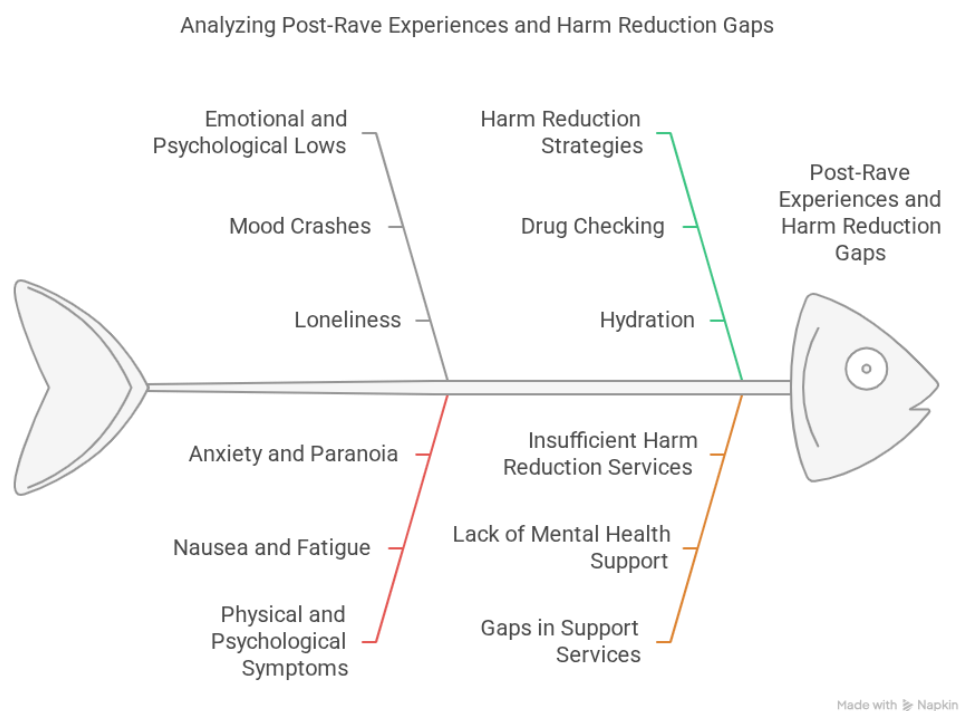 Analyzing Post-Rave Experiences and Harm Reduction Gaps
Emotional and
Psychological Lows
Mood Crashes
Loneliness
Harm Reduction
Strategies
Drug Checking
Hydration
Post-Rave
Experiences and
Harm Reduction
Gaps
Anxiety and Paranoia
Nausea and Fatigue
Physical and
Psychological
Symptoms
Insufficient Harm
Reduction Services
Lack of Mental Health
Support
Gaps in Support
Services
Made with Napkin